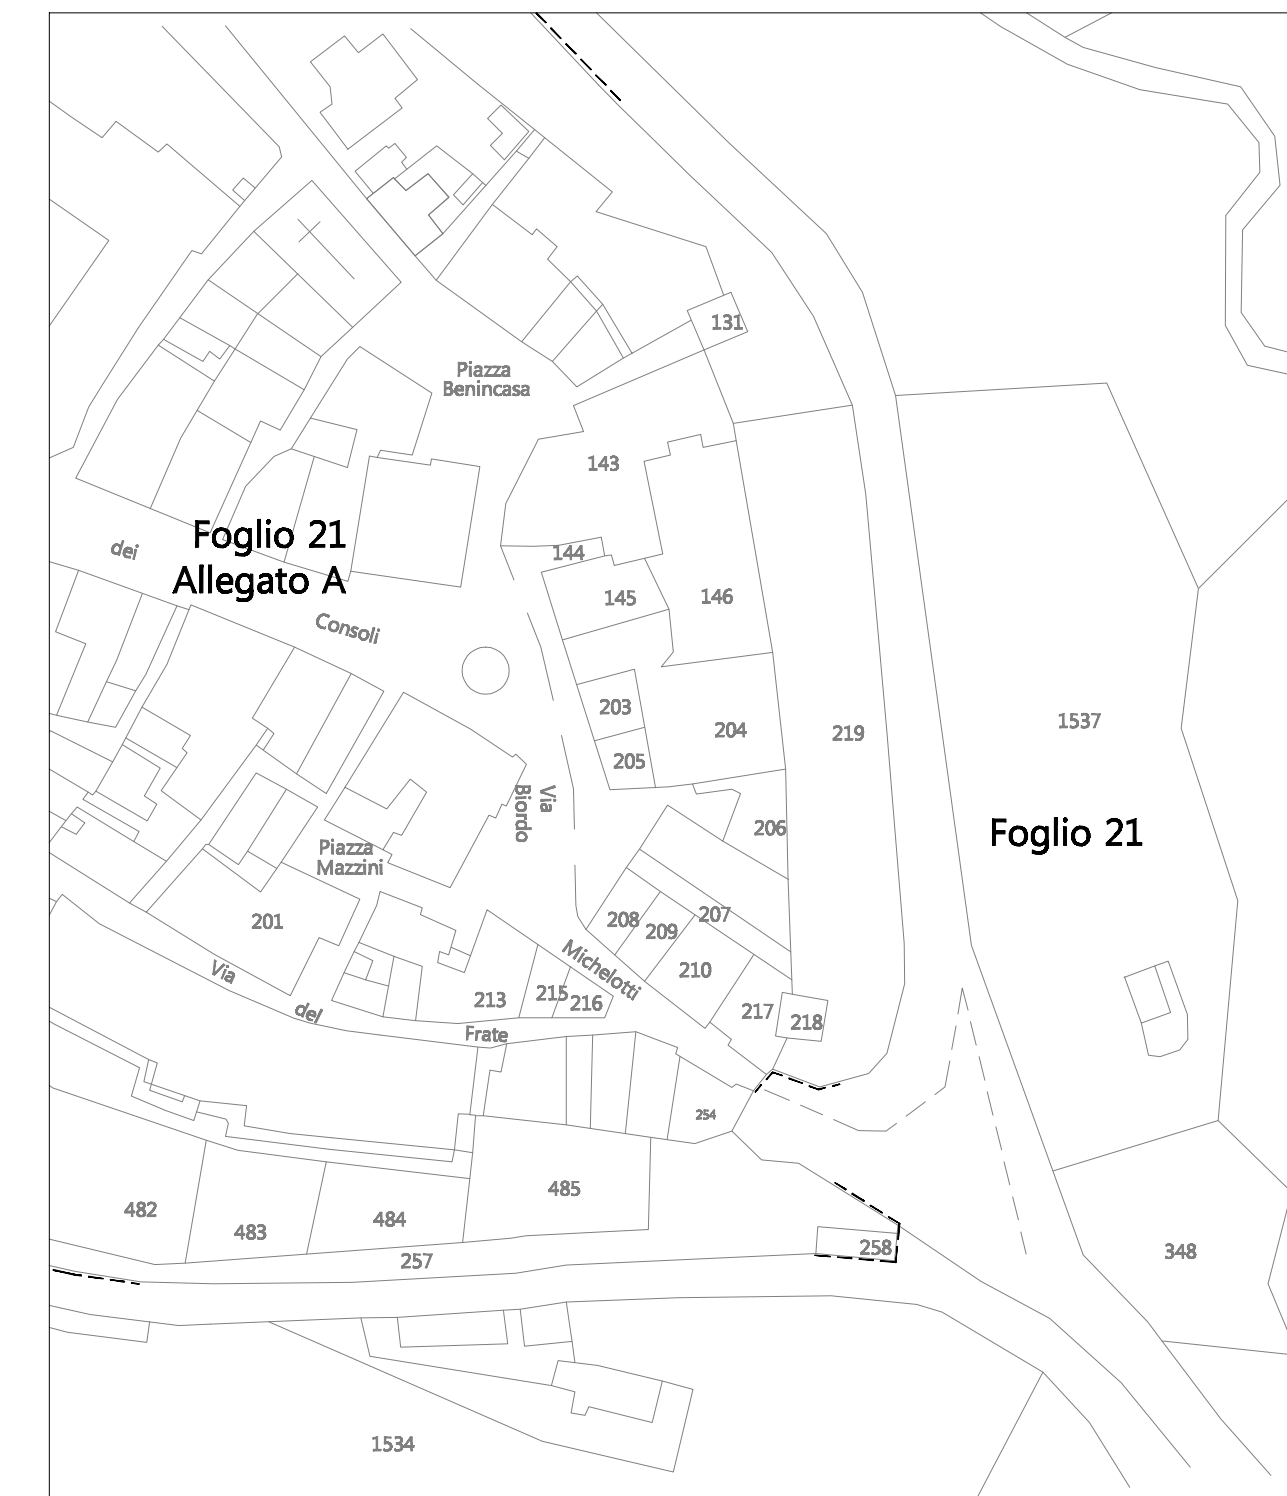 131
Piazza
Benincasa
143
Foglio 21
Allegato A
dei
144
145
146
Consoli
203
204
205
219
1537
Via
Biordo
206
Foglio 21
Piazza
Mazzini
201
207
208
209
210
Michelotti
Via
del
Frate
213
215
216
217
218
254
482
483
484
485
257
258
348
1534